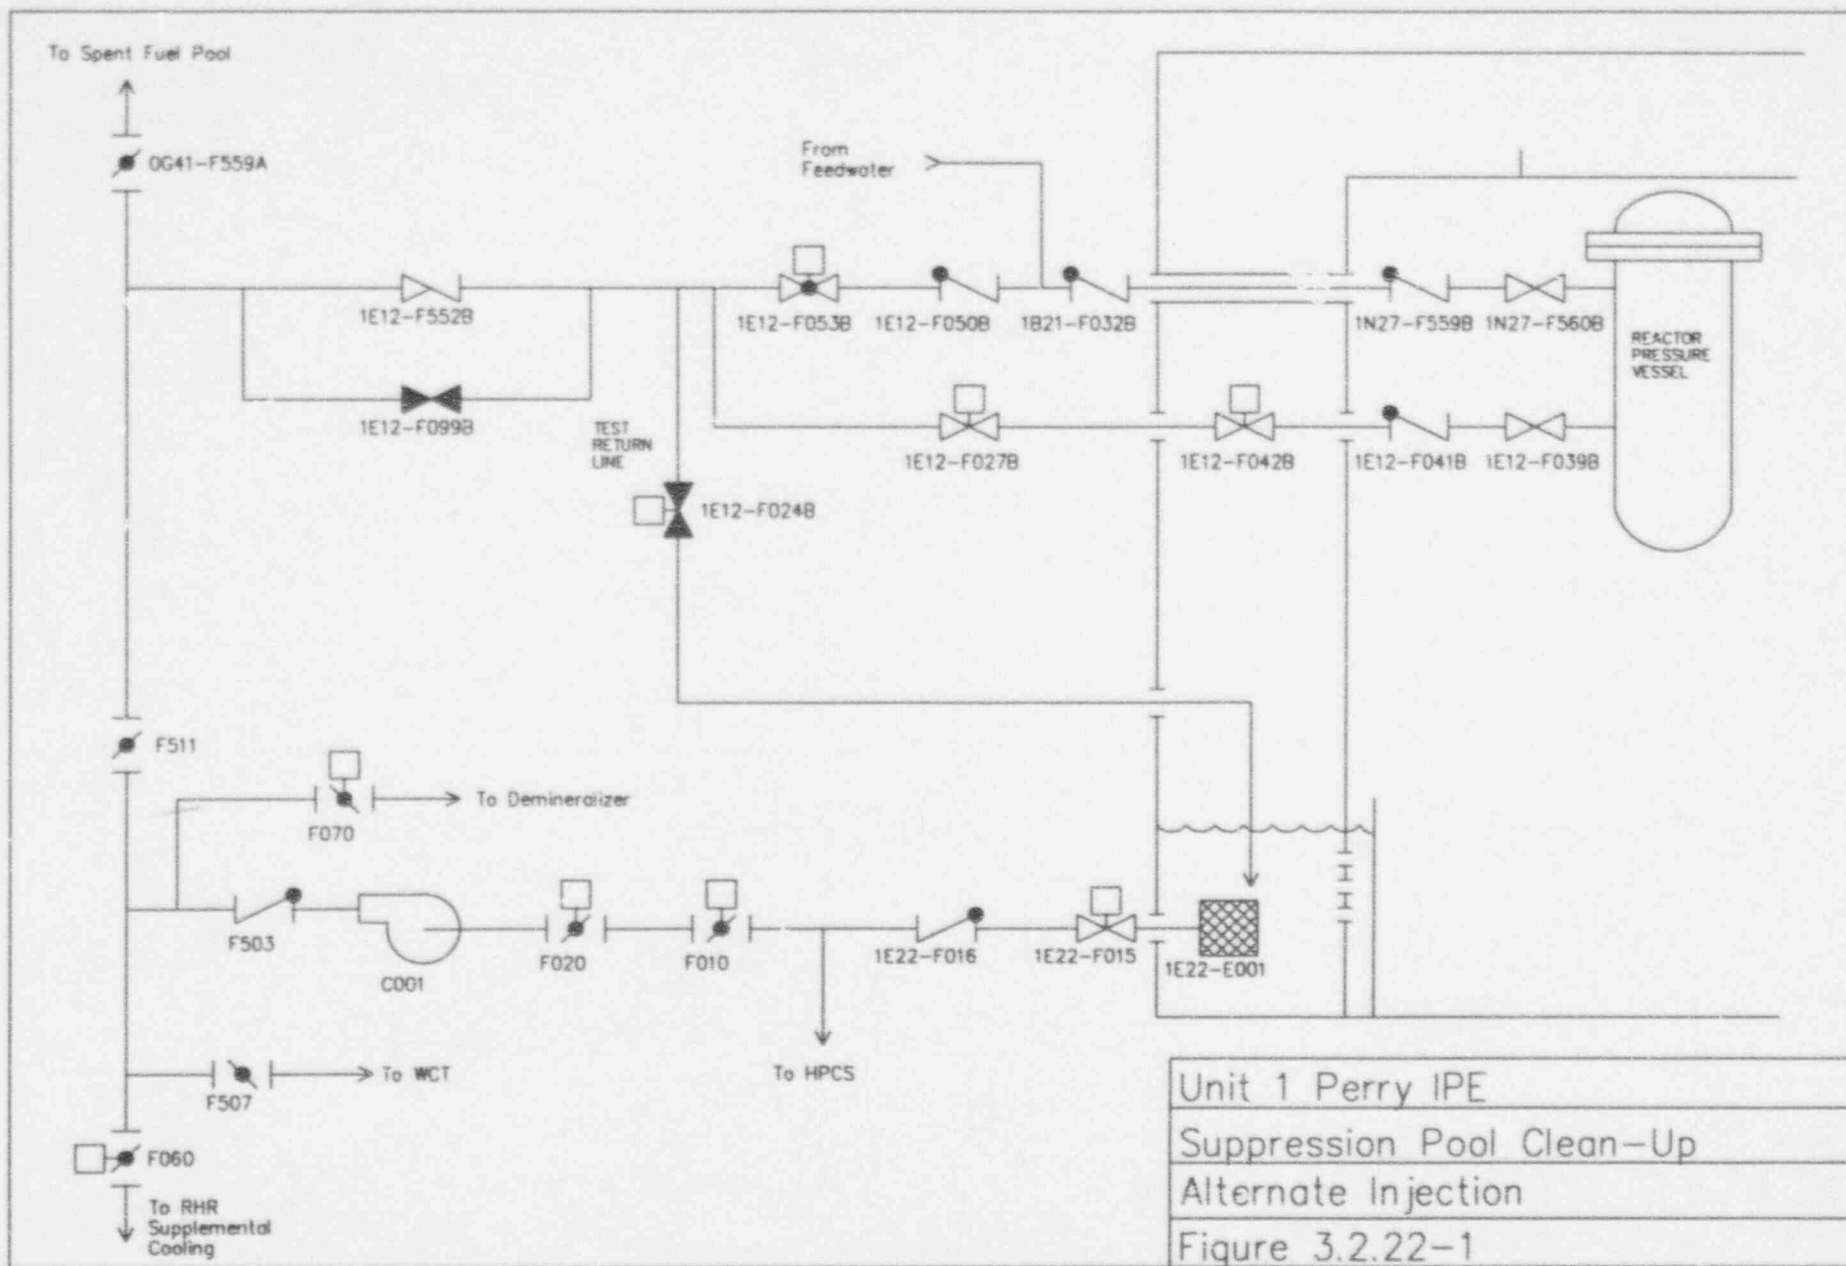 To Spent Fuel Pool
0G41-F559A
From
Feedwater
1E12-F552B
1E12-F053B
1E12-F050B
1B21-F032B
1N27-F559B
1N27-F560B
REACTOR
PRESSURE
VESSEL
1E12-F099B
TEST
RETURN
LINE
1E12-F027B
1E12-F042B
1E12-F041B
1E12-F039B
1E12-F024B
F511
To Demineralizer
F070
F503
C001
F020
F010
1E22-F016
1E22-F015
1E22-E001
To WCT
F507
To HPCS
F060
To RHR
Supplemental
Cooling
Unit 1 Perry IPE
Suppression Pool Clean-Up
Alternate Injection
Figure 3.2.22-1